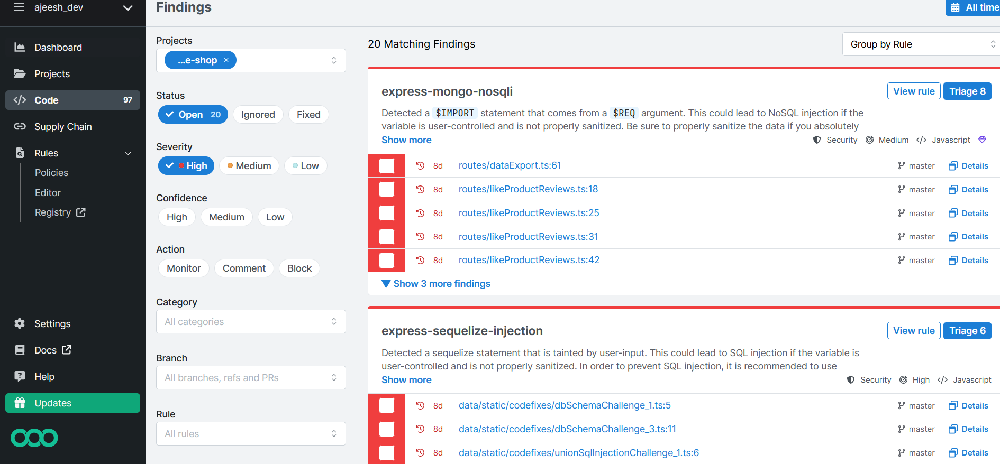 ajeesh_dev
Dashboard
Projects
Code 97
Supply Chain
Rules
Policies
Editor
Registry
Settings
Docs
Help
Updates
Findings
All time
Projects
...e-shop ×
Status
Open 20 Ignored Fixed
Severity
High Medium Low
Confidence
High Medium Low
Action
Monitor Comment Block
Category
All categories
Branch
All branches, refs and PRs
Rule
All rules
20 Matching Findings
Group by Rule
express-mongo-nosqli
View rule Triage 8
Detected a $IMPORT statement that comes from a $REQ argument. This could lead to NoSQL injection if the
variable is user-controlled and is not properly sanitized. Be sure to properly sanitize the data if you absolutely
Show more
Security Medium </> Javascript
8d routes/dataExport.ts:61 master Details
8d routes/likeProductReviews.ts:18 master Details
8d routes/likeProductReviews.ts:25 master Details
8d routes/likeProductReviews.ts:31 master Details
8d routes/likeProductReviews.ts:42 master Details
Show 3 more findings
express-sequelize-injection
View rule Triage 6
Detected a sequelize statement that is tainted by user-input. This could lead to SQL injection if the variable is
user-controlled and is not properly sanitized. In order to prevent SQL injection, it is recommended to use
Show more
Security High </> Javascript
8d data/static/codefixes/dbSchemaChallenge_1.ts:5 master Details
8d data/static/codefixes/dbSchemaChallenge_3.ts:11 master Details
8d data/static/codefixes/unionSqlInjectionChallenge_1.ts:6 master Details